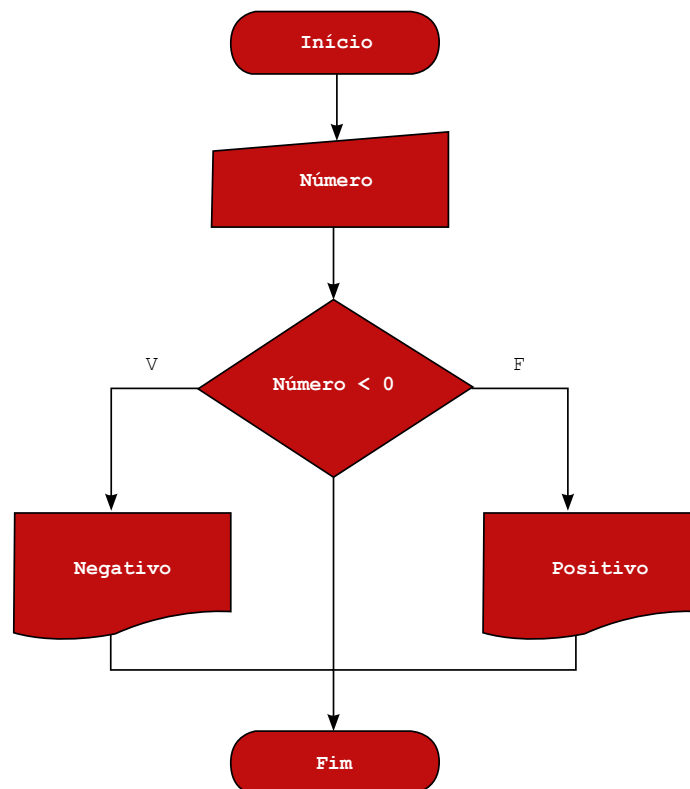 Início
Número
V
F
Número < 0
Negativo
Positivo
Fim